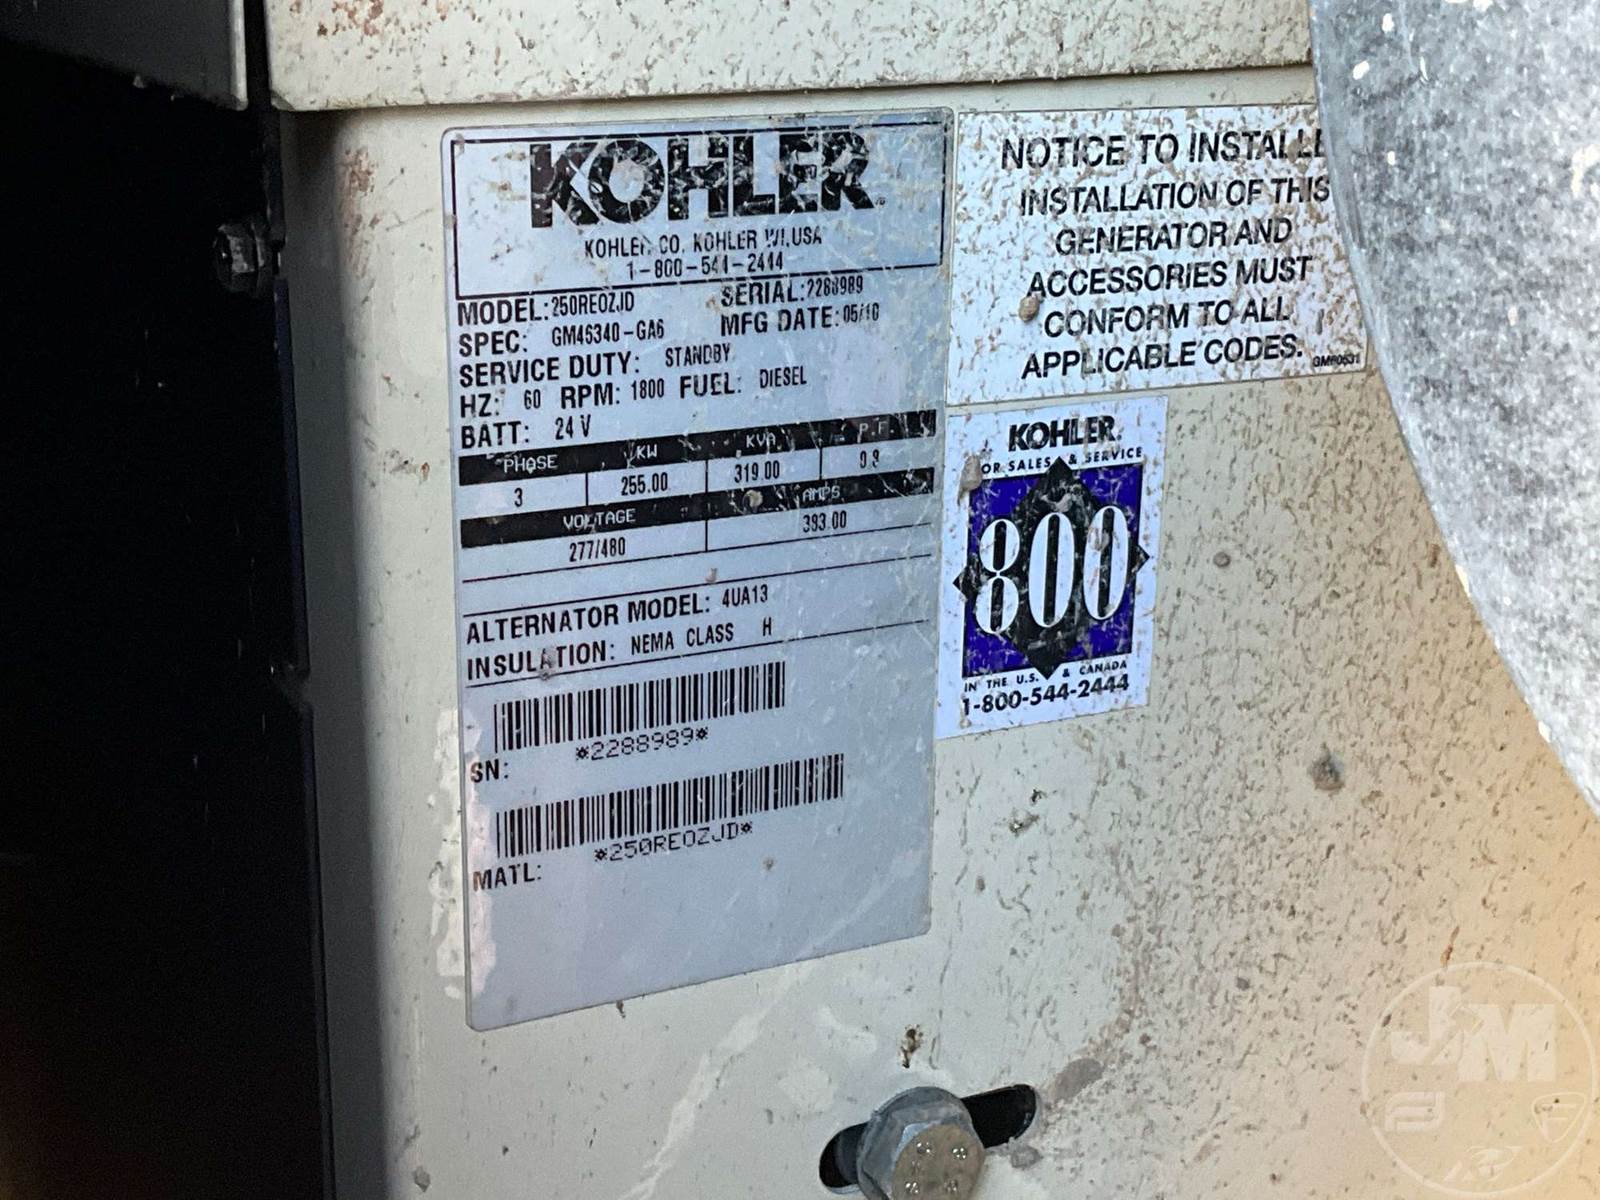 KOHLER.
KOHLER CO. KOHLER WI.USA
1-800-544-2444
MODEL: 250REOZJD SERIAL: 2288989
SPEC: GM46340-GA6 MFG DATE: 05/10
SERVICE DUTY: STANDBY
HZ: 60 RPM: 1800 FUEL: DIESEL
BATT: 24 V
PHASE KW KVA P.F.
3 255.00 319.00 0.8
VOLTAGE AMPS
277/480 383.00
ALTERNATOR MODEL: 4UA13
INSULATION: NEMA CLASS H
*2288989*
SN:
*250REOZJD*
MATL:
NOTICE TO INSTALLE
INSTALLATION OF THIS
GENERATOR AND
ACCESSORIES MUST
CONFORM TO ALL
APPLICABLE CODES.
KOHLER.
FOR SALES & SERVICE
800
IN THE U.S. & CANADA
1-800-544-2444
J&M